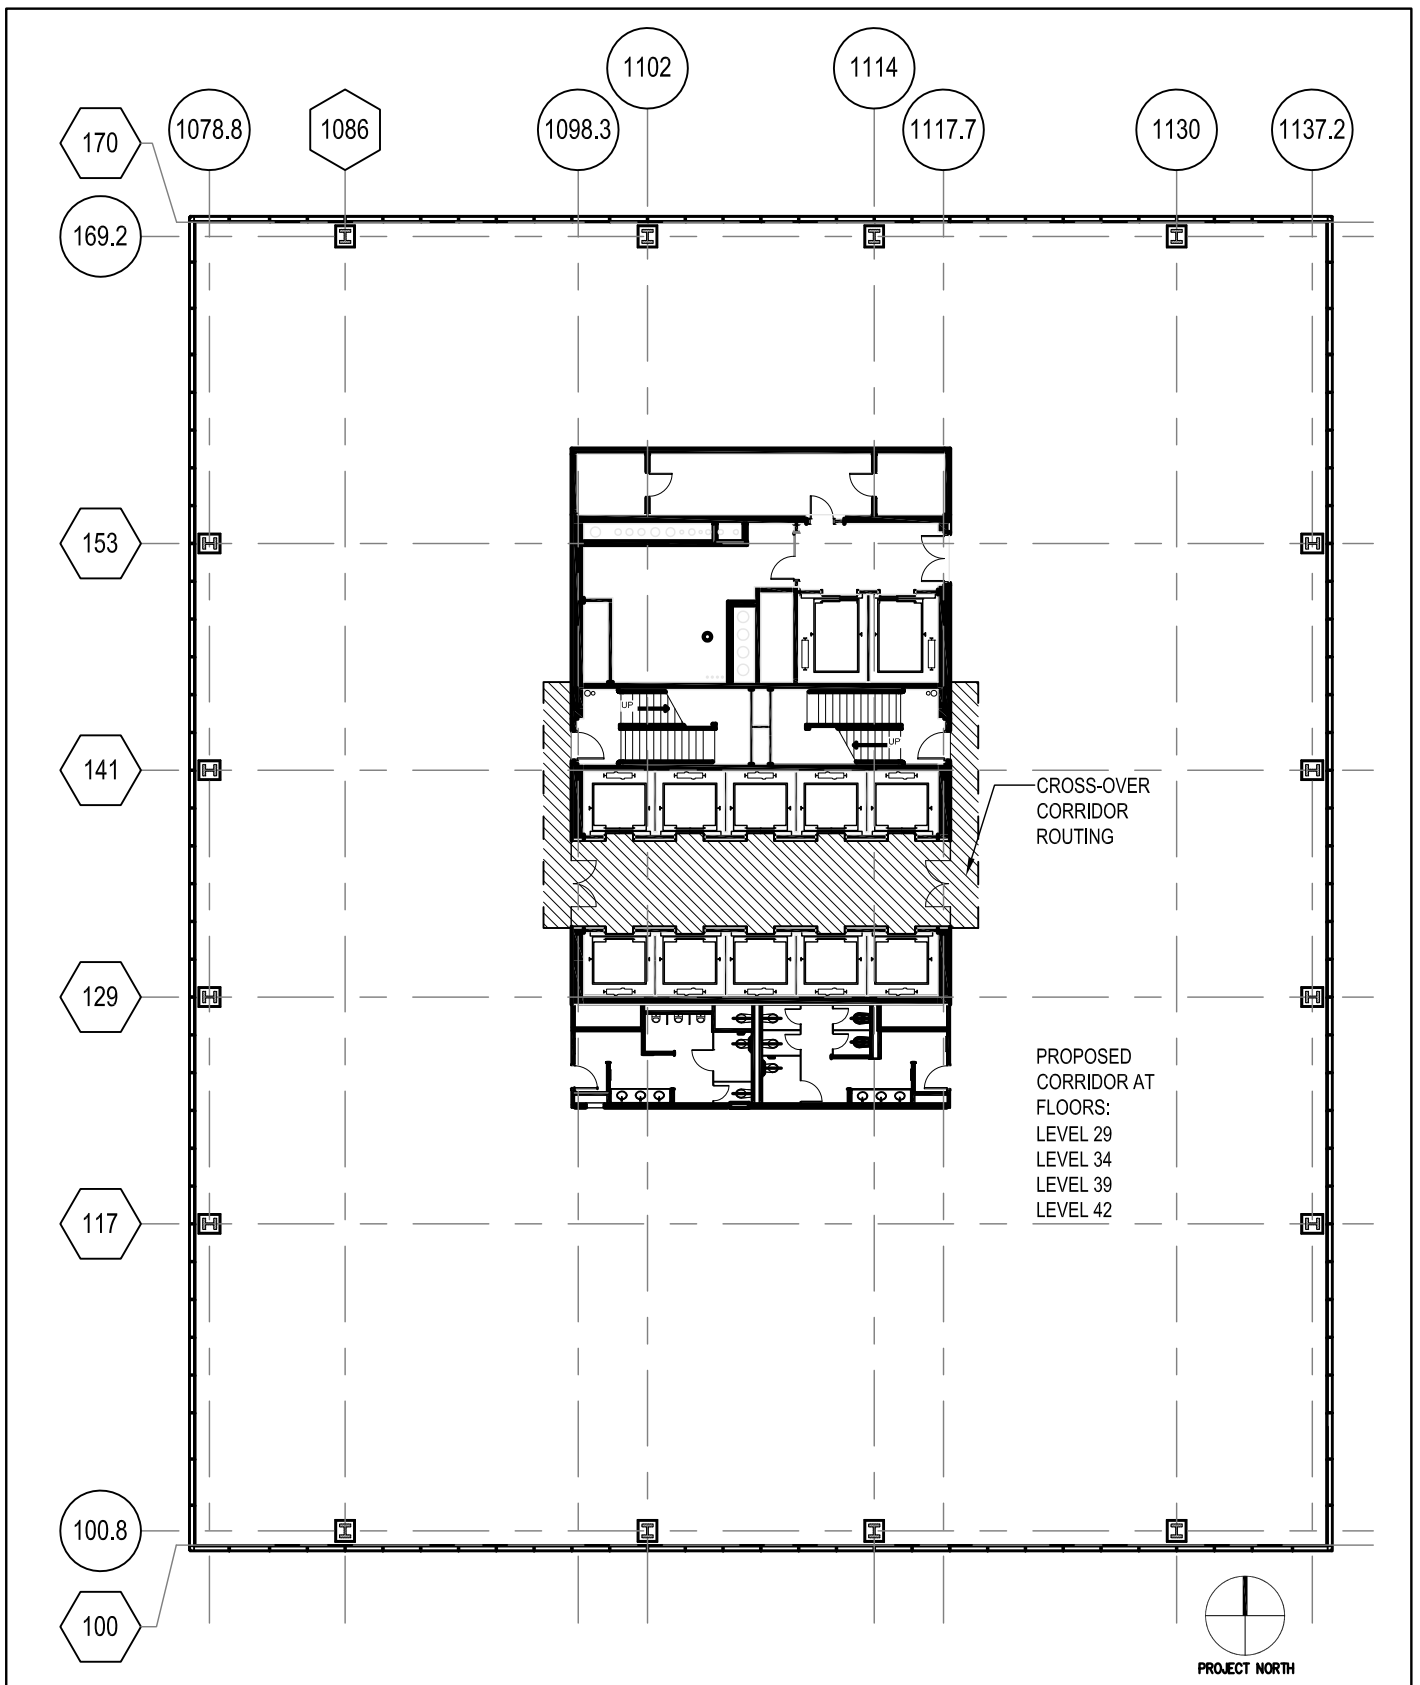 1102
1114
1078.8
1086
1098.3
1117.7
1130
1137.2
170
169.2
153
UP
UP
141
CROSS-OVER
CORRIDOR
ROUTING
129
PROPOSED
CORRIDOR AT
FLOORS:
LEVEL 29
LEVEL 34
LEVEL 39
LEVEL 42
117
100.8
100
PROJECT NORTH